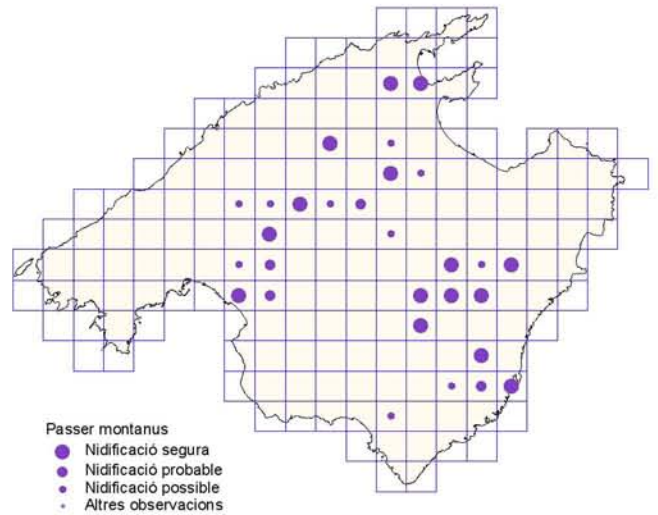 Passer montanus
Nidificació segura
Nidificació probable
Nidificació possible
Altres observacions